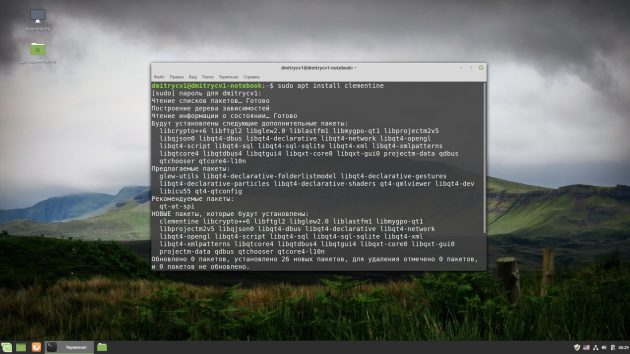 dmitrycv1@dmitrycv1-notebook: ~
Файл Правка Вид Поиск Терминал Справка
dmitrycv1@dmitrycv1-notebook:~$ sudo apt install clementine
[sudo] пароль для dmitrycv1:
Чтение списков пакетов… Готово
Построение дерева зависимостей
Чтение информации о состоянии… Готово
Будут установлены следующие дополнительные пакеты:
libcrypto++6 libftgl2 libglew2.0 liblastfm1 libmygpo-qt1 libprojectm2v5
libqjson0 libqt4-dbus libqt4-declarative libqt4-network libqt4-opengl
libqt4-script libqt4-sql libqt4-sql-sqlite libqt4-xml libqt4-xmlpatterns
libqtcore4 libqtdbus4 libqtgui4 libqxt-core0 libqxt-gui0 projectm-data qdbus
qtchooser qtcore4-l10n
Предлагаемые пакеты:
glew-utils libqt4-declarative-folderlistmodel libqt4-declarative-gestures
libqt4-declarative-particles libqt4-declarative-shaders qt4-qmlviewer libqt4-dev
libicu55 qt4-qtconfig
Рекомендуемые пакеты:
qt-at-spi
НОВЫЕ пакеты, которые будут установлены:
clementine libcrypto++6 libftgl2 libglew2.0 liblastfm1 libmygpo-qt1
libprojectm2v5 libqjson0 libqt4-dbus libqt4-declarative libqt4-network
libqt4-opengl libqt4-script libqt4-sql libqt4-sql-sqlite libqt4-xml
libqt4-xmlpatterns libqtcore4 libqtdbus4 libqtgui4 libqxt-core0 libqxt-gui0
projectm-data qdbus qtchooser qtcore4-l10n
Обновлено 0 пакетов, установлено 26 новых пакетов, для удаления отмечено 0 пакетов,
и 0 пакетов не обновлено.
Терминал